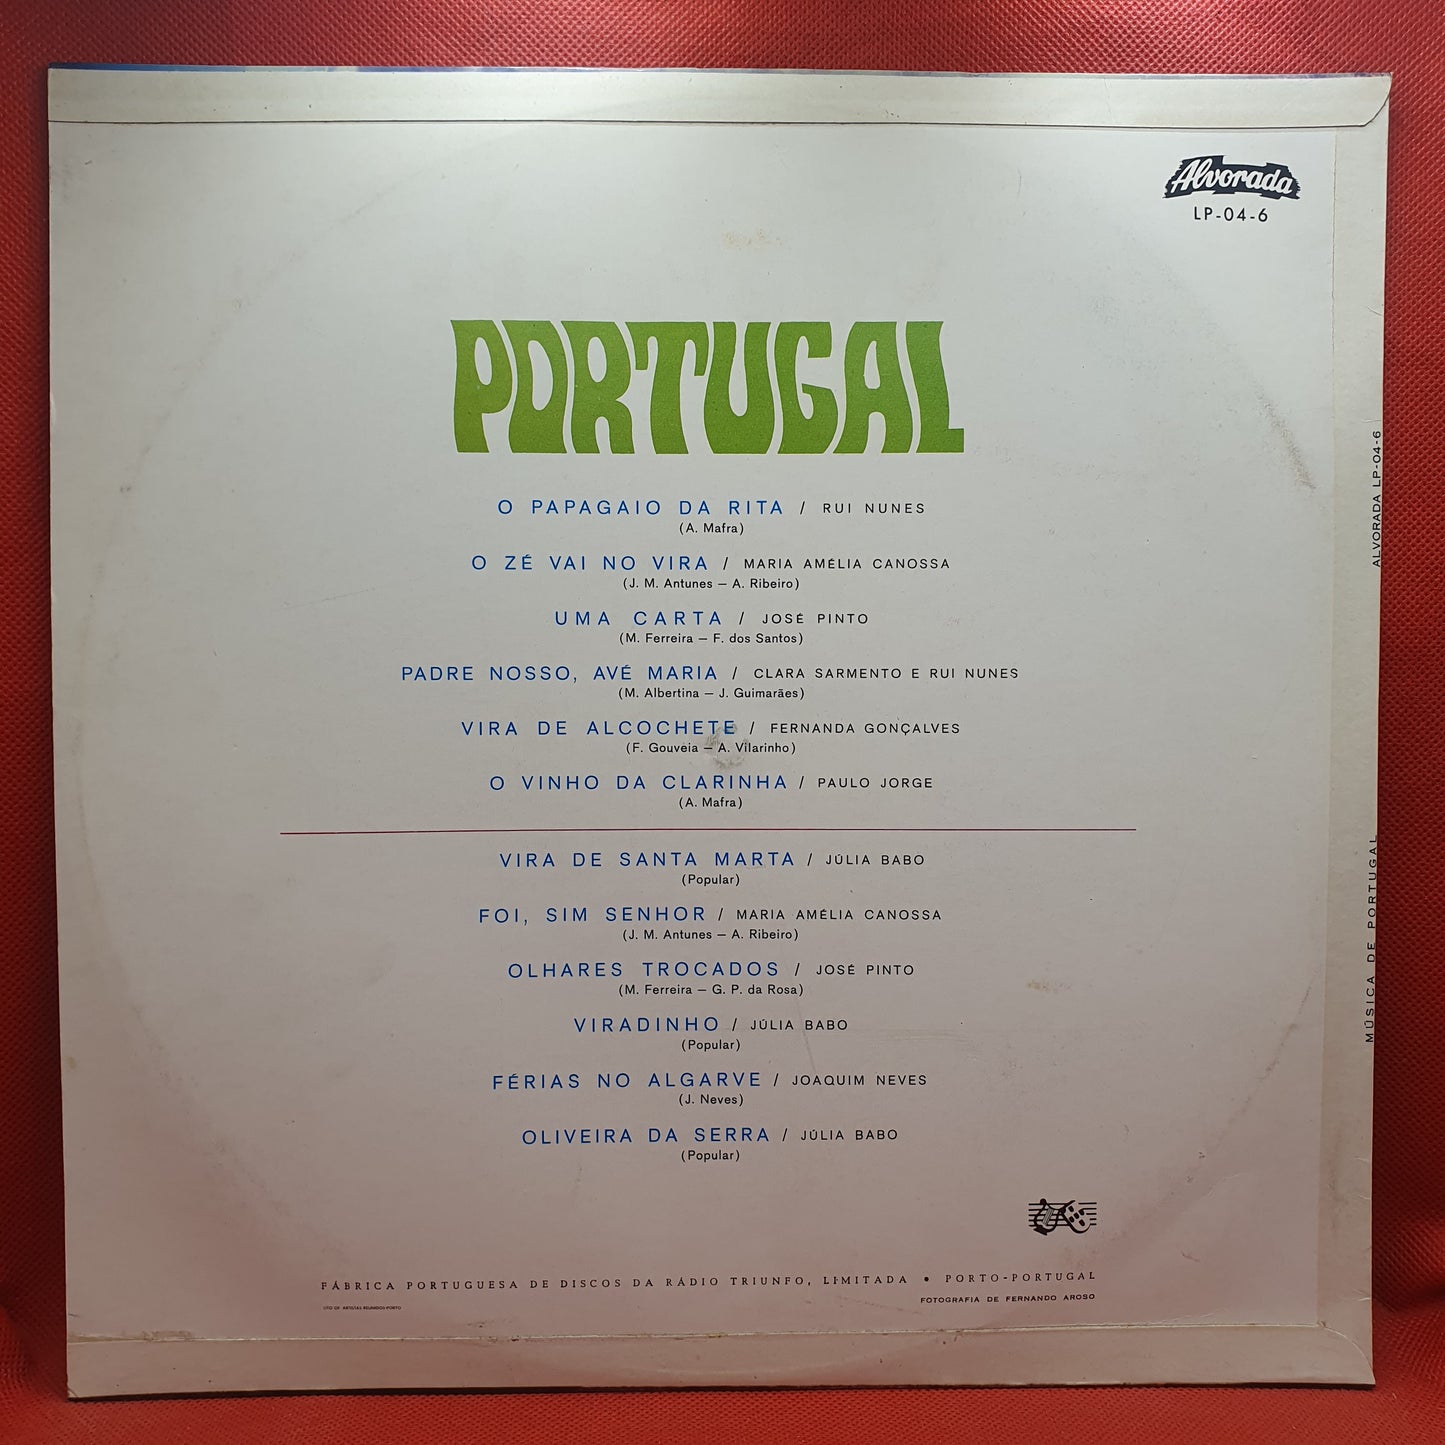 Alvorada
LP-04-6
PORTUGAL
O PAPAGAIO DA RITA / RUI NUNES
(A. Mafra)
O ZÉ VAI NO VIRA / MARIA AMÉLIA CANOSSA
(J. M. Antunes — A. Ribeiro)
UMA CARTA / JOSÉ PINTO
(M. Ferreira — F. dos Santos)
PADRE NOSSO, AVÉ MARIA / CLARA SARMENTO E RUI NUNES
(M. Albertina — J. Guimarães)
VIRA DE ALCOCHETE / FERNANDA GONÇALVES
(F. Gouveia — A. Vilarinho)
O VINHO DA CLARINHA / PAULO JORGE
(A. Mafra)
VIRA DE SANTA MARTA / JÚLIA BABO
(Popular)
FOI, SIM SENHOR / MARIA AMÉLIA CANOSSA
(J. M. Antunes — A. Ribeiro)
OLHARES TROCADOS / JOSÉ PINTO
(M. Ferreira — G. P. da Rosa)
VIRADINHO / JÚLIA BABO
(Popular)
FÉRIAS NO ALGARVE / JOAQUIM NEVES
(J. Neves)
OLIVEIRA DA SERRA / JÚLIA BABO
(Popular)
FÁBRICA PORTUGUESA DE DISCOS DA RÁDIO TRIUNFO, LIMITADA • PORTO-PORTUGAL
FOTOGRAFIA DE FERNANDO AROSO
LITO OF. ARTISTAS REUNIDOS-PORTO
ALVORADA LP-04-6
MÚSICA DE PORTUGAL